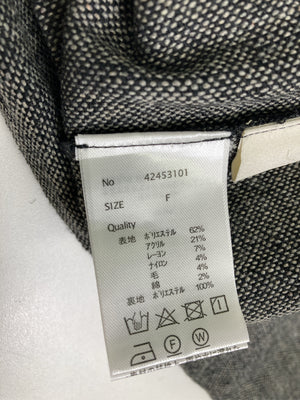 No 42453101
SIZE F
Quality
表地 ポリエステル 62%
アクリル 21%
レーヨン 7%
ナイロン 4%
毛 4%
綿 2%
裏地 ポリエステル 100%